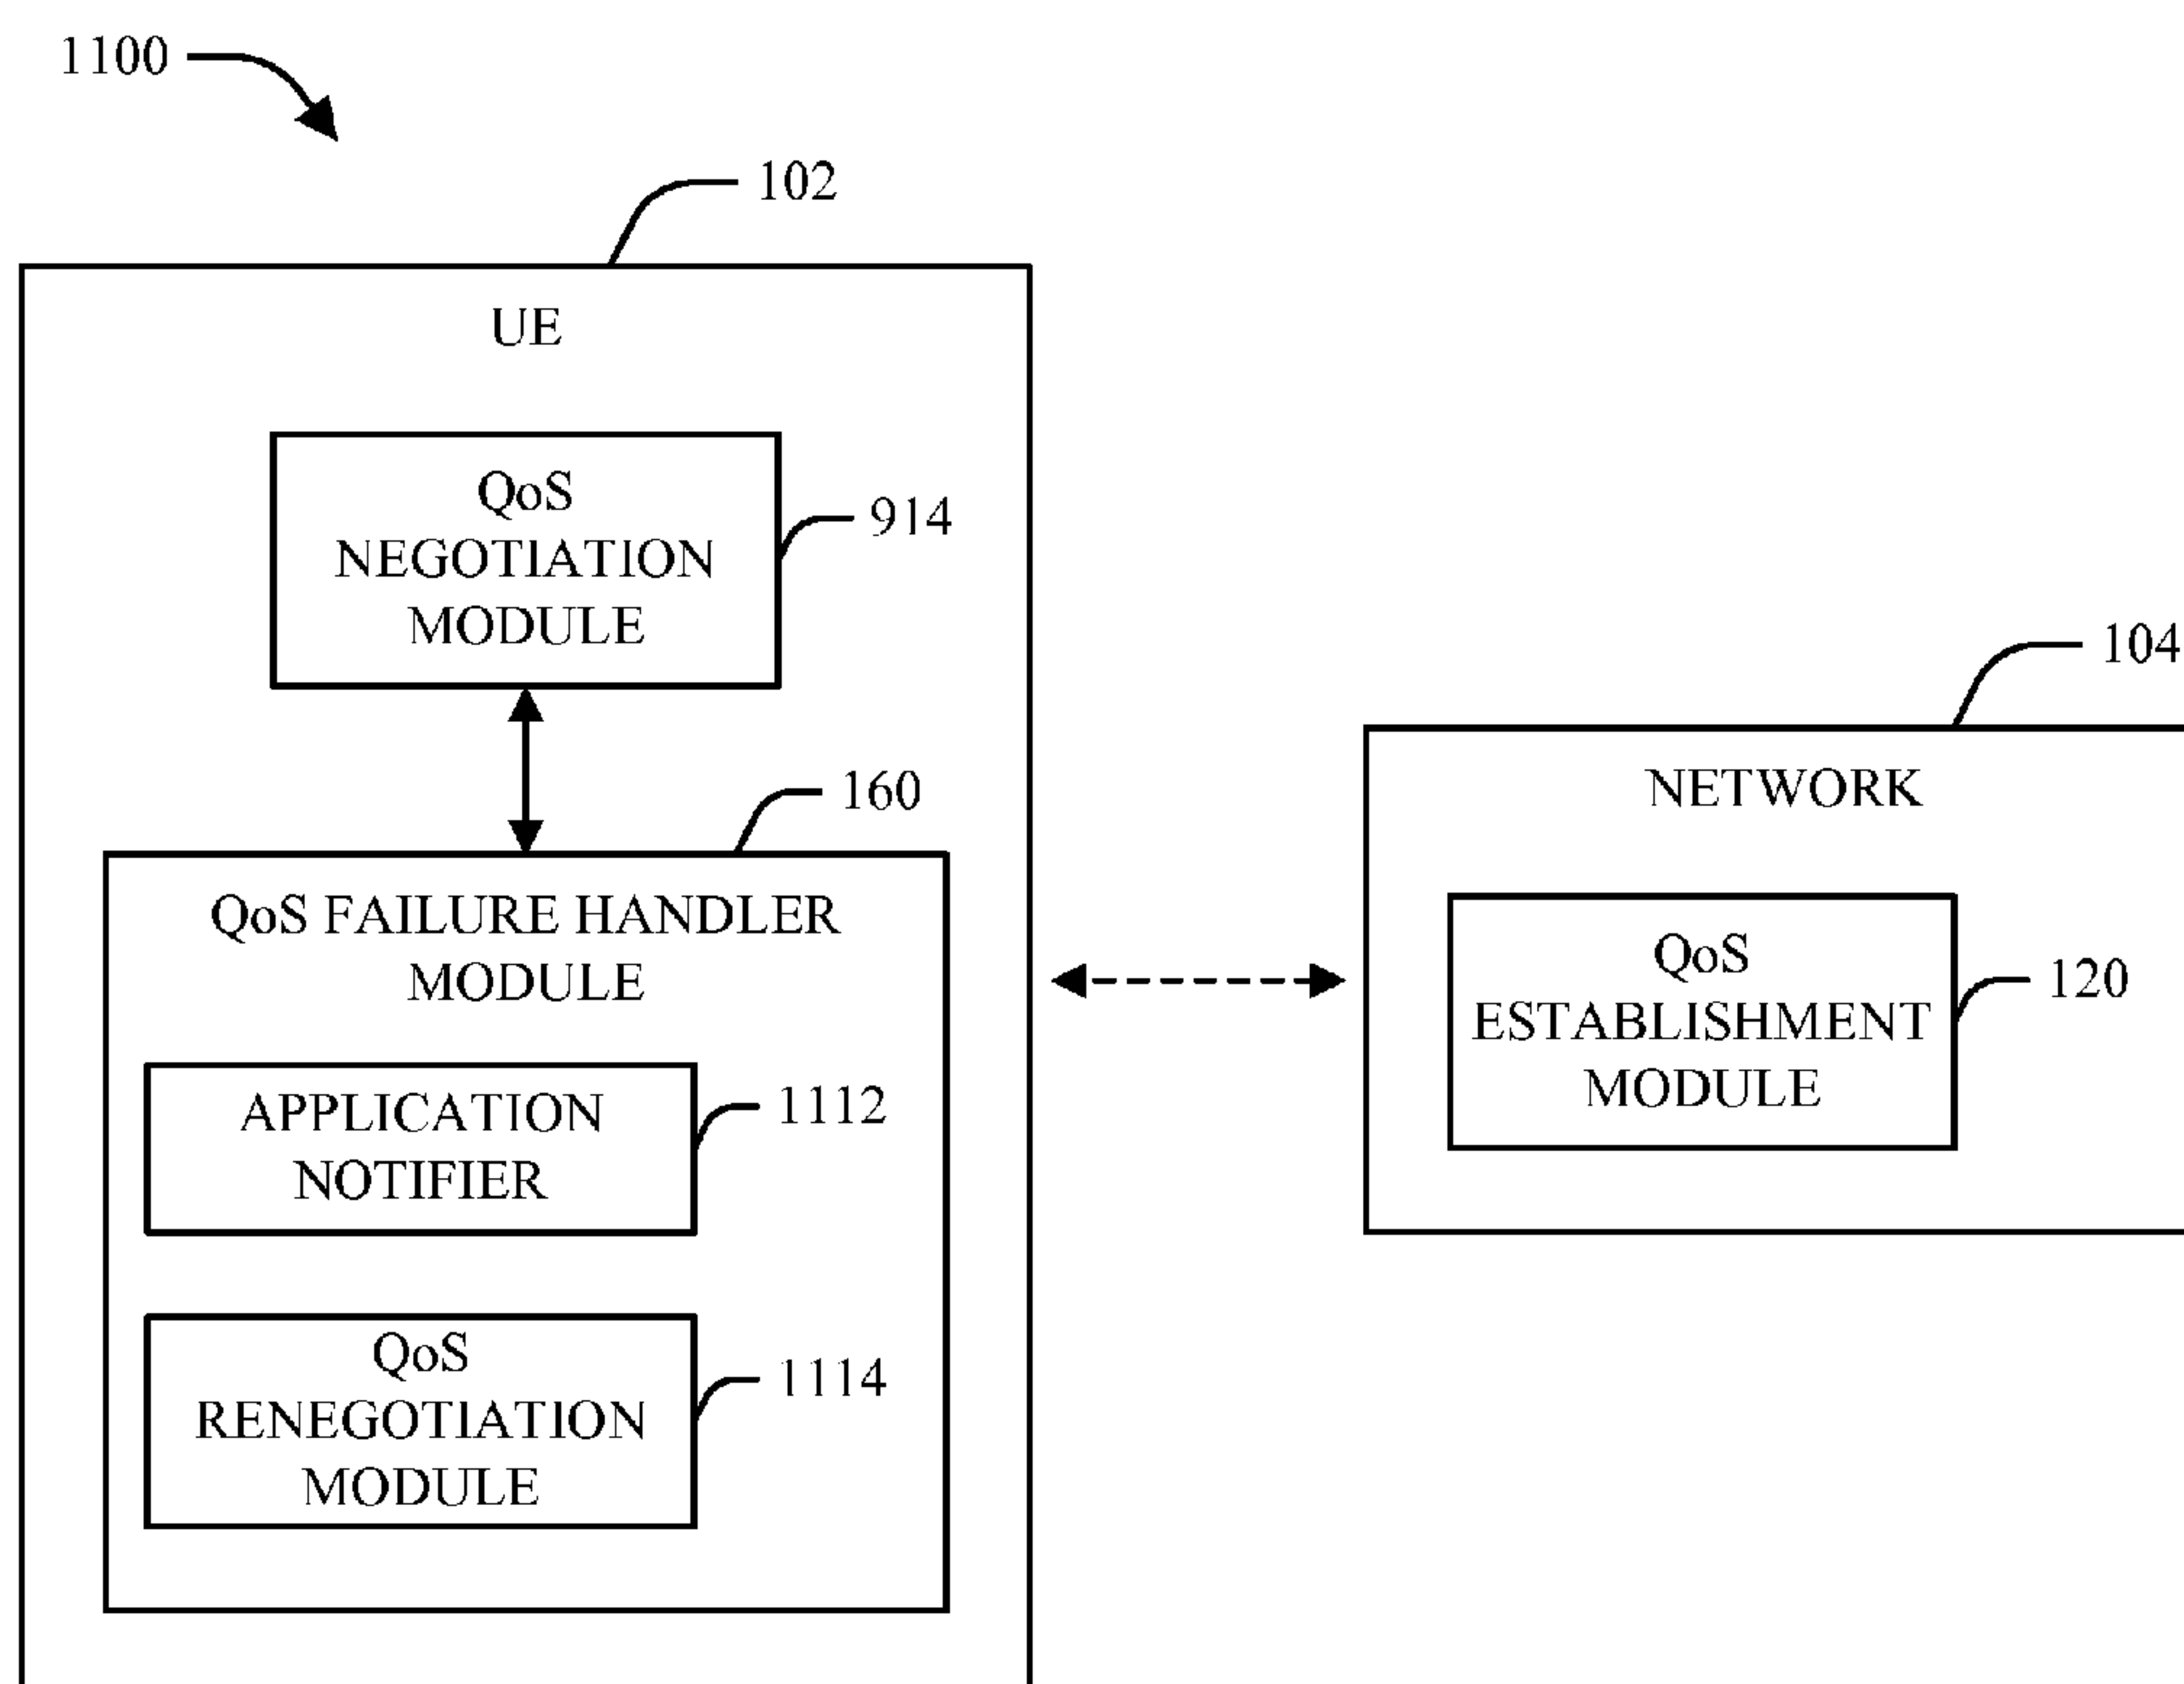 1100
102
UE
QoS
NEGOTIATION
MODULE
914
160
QoS FAILURE HANDLER
MODULE
APPLICATION
NOTIFIER
1112
QoS
RENEGOTIATION
MODULE
1114
104
NETWORK
QoS
ESTABLISHMENT
MODULE
120